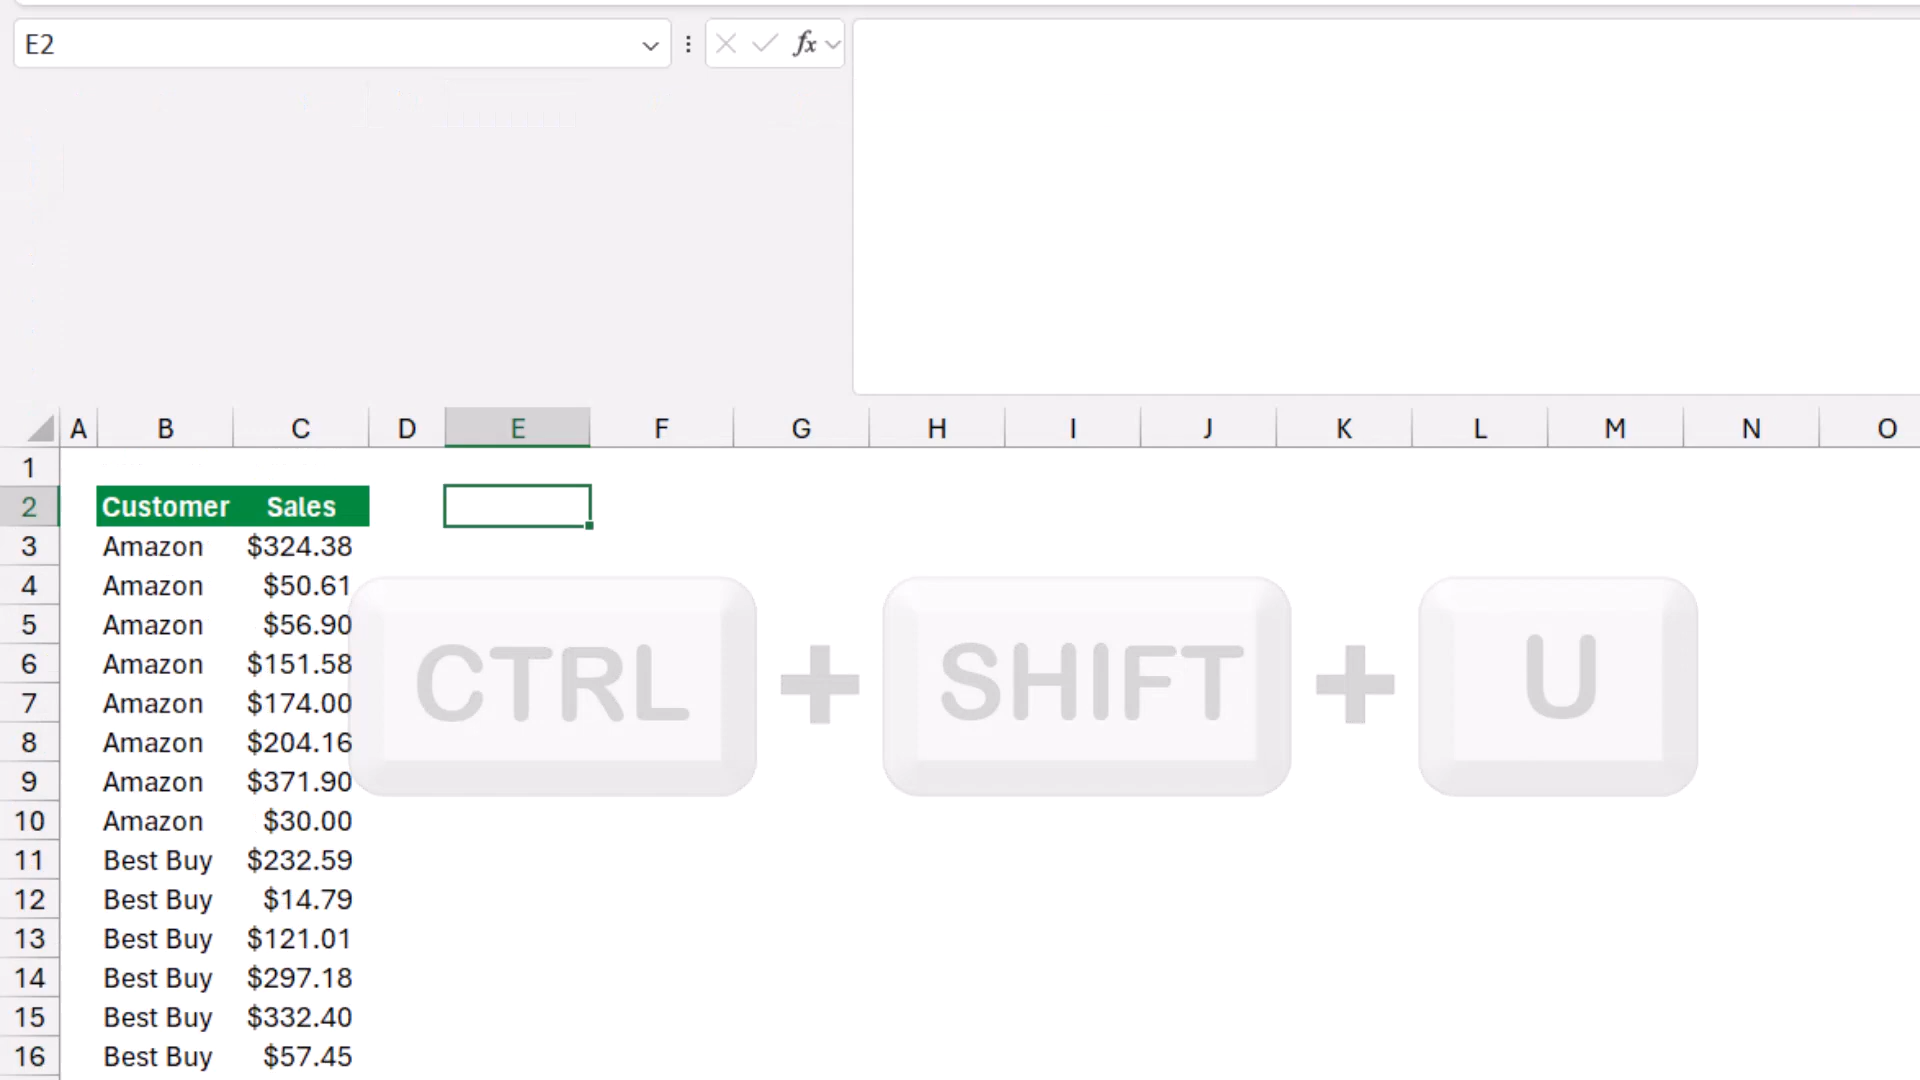 E2
fx
A B C D E F G H I J K L M N O
1
2 Customer Sales
3 Amazon $324.38
4 Amazon $50.61
5 Amazon $56.90
6 Amazon $151.58
7 Amazon $174.00
8 Amazon $204.16
9 Amazon $371.90
10 Amazon $30.00
11 Best Buy $232.59
12 Best Buy $14.79
13 Best Buy $121.01
14 Best Buy $297.18
15 Best Buy $332.40
16 Best Buy $57.45
CTRL + SHIFT + U